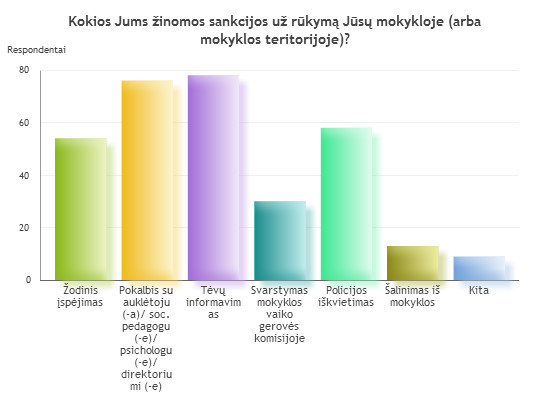 Kokios Jums žinomos sankcijos už rūkymą Jūsų mokykloje (arba
mokyklos teritorijoje)?
Respondentai
80
60
40
20
0
Žodinis
įspėjimas
Pokalbis su
auklėtoju
(-a)/ soc.
pedagogu
(-e)/
psichologu
(-e)/
direktoriu
mi (-e)
Tėvų
informavim
as
Svarstymas
mokyklos
vaiko
gerovės
komisijoje
Policijos
iškvietimas
Šalinimas iš
mokyklos
Kita